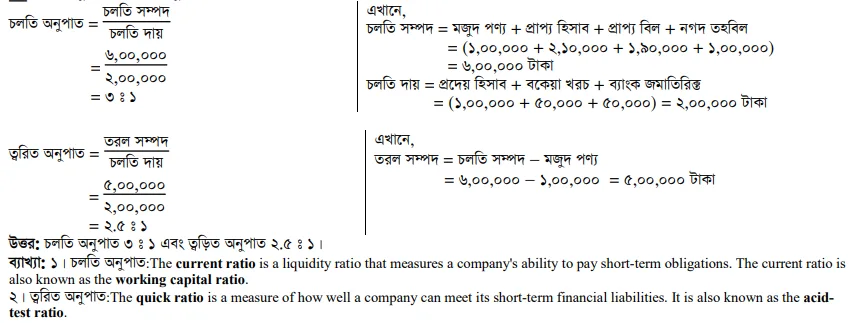 চলতি অনুপাত = চলতি সম্পদ / চলতি দায়
= ৬,০০,০০০ / ২,০০,০০০
= ৩ ঃ ১
এখানে,
চলতি সম্পদ = মজুদ পণ্য + প্রাপ্য হিসাব + প্রাপ্য বিল + নগদ তহবিল
= (১,০০,০০০ + ২,১০,০০০ + ১,৯০,০০০ + ১,০০,০০০)
= ৬,০০,০০০ টাকা
চলতি দায় = প্রদেয় হিসাব + বকেয়া খরচ + ব্যাংক জমাতিরিক্ত
= (১,০০,০০০ + ৫০,০০০ + ৫০,০০০) = ২,০০,০০০ টাকা
ত্বরিত অনুপাত = তরল সম্পদ / চলতি দায়
= ৫,০০,০০০ / ২,০০,০০০
= ২.৫ ঃ ১
এখানে,
তরল সম্পদ = চলতি সম্পদ − মজুদ পণ্য
= ৬,০০,০০০ − ১,০০,০০০ = ৫,০০,০০০ টাকা
উত্তর: চলতি অনুপাত ৩ ঃ ১ এবং ত্বড়িত অনুপাত ২.৫ ঃ ১।
ব্যাখ্যা: ১। চলতি অনুপাত:The current ratio is a liquidity ratio that measures a company's ability to pay short-term obligations. The current ratio is
also known as the working capital ratio.
২। ত্বরিত অনুপাত:The quick ratio is a measure of how well a company can meet its short-term financial liabilities. It is also known as the acid-
test ratio.